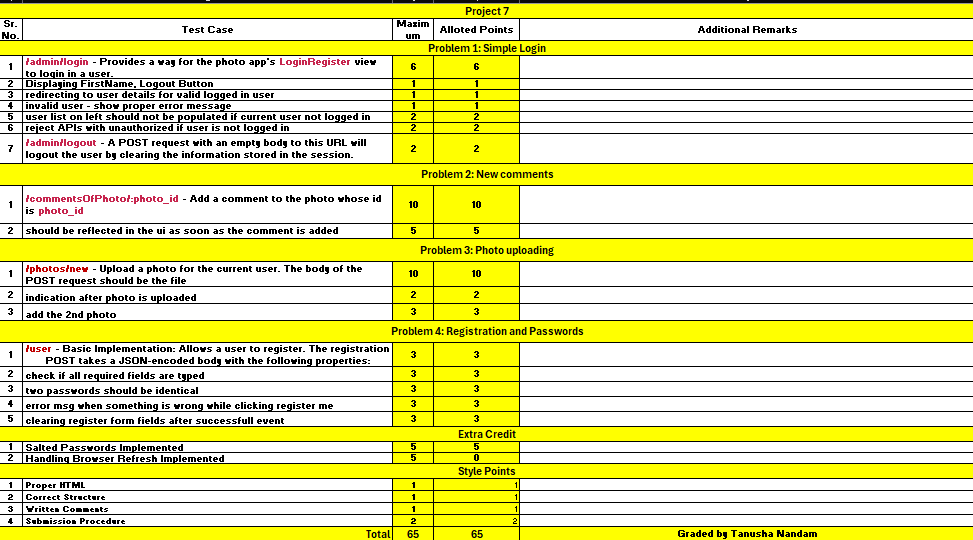 Project 7
Sr. No. Test Case Maximum Alloted Points Additional Remarks
Problem 1: Simple Login
1 /admin/login - Provides a way for the photo app's LoginRegister view
to login in a user. 6 6
2 Displaying FirstName, Logout Button 1 1
3 redirecting to user details for valid logged in user 1 1
4 invalid user - show proper error message 1 1
5 user list on left should not be populated if current user not logged in 2 2
6 reject APIs with unauthorized if user is not logged in 2 2
7 /admin/logout - A POST request with an empty body to this URL will
logout the user by clearing the information stored in the session. 2 2
Problem 2: New comments
1 /commentsOfPhoto/:photo_id - Add a comment to the photo whose id
is photo_id 10 10
2 should be reflected in the ui as soon as the comment is added 5 5
Problem 3: Photo uploading
1 /photos/new - Upload a photo for the current user. The body of the
POST request should be the file 10 10
2 indication after photo is uploaded 2 2
3 add the 2nd photo 3 3
Problem 4: Registration and Passwords
1 /user - Basic Implementation: Allows a user to register. The registration
POST takes a JSON-encoded body with the following properties: 3 3
2 check if all required fields are typed 3 3
3 two passwords should be identical 3 3
4 error msg when something is wrong while clicking register me 3 3
5 clearing register form fields after successfull event 3 3
Extra Credit
1 Salted Passwords Implemented 5 5
2 Handling Browser Refresh Implemented 5 0
Style Points
1 Proper HTML 1 1
2 Correct Structure 1 1
3 Written Comments 1 1
4 Submission Procedure 2 2
Total 65 65 Graded by Tanusha Nandam